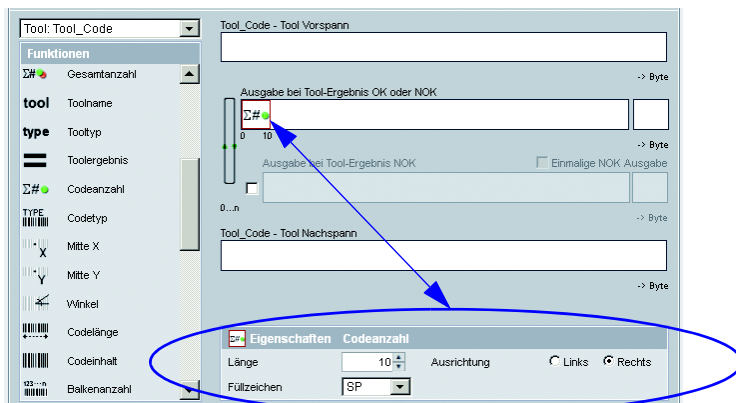 Tool: Tool_Code
Funktionen
Σ# Gesamtanzahl
tool Toolname
type Tooltyp
Toolergebnis
Σ# Codeanzahl
TYPE Codetyp
X Mitte X
Y Mitte Y
Winkel
Codelänge
Codeinhalt
123···n Balkenanzahl
Tool_Code - Tool Vorspann
-> Byte
Ausgabe bei Tool-Ergebnis OK oder NOK
Σ#
0 10
-> Byte
Ausgabe bei Tool-Ergebnis NOK Einmalige NOK Ausgabe
0...n
-> Byte
Tool_Code - Tool Nachspann
-> Byte
Σ# Eigenschaften Codeanzahl
Länge 10 Ausrichtung Links Rechts
Füllzeichen SP